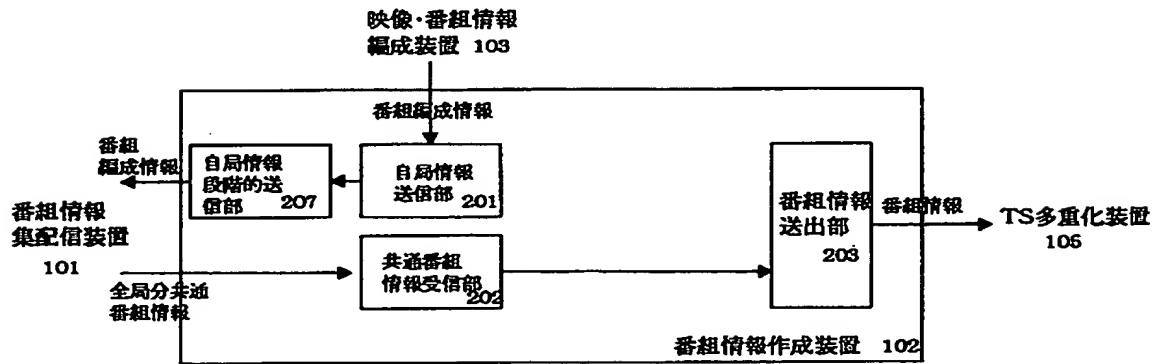 映像・番組情報
編成装置 103
番組編成情報
番組
編成情報
自局情報
段階的送
信部 207
自局情報
送信部
201
番組情報
集配信装置
101
全局分共通
番組情報
共通番組
情報受信部
202
番組情報
送出部
203
番組情報
TS多重化装置
105
番組情報作成装置 102